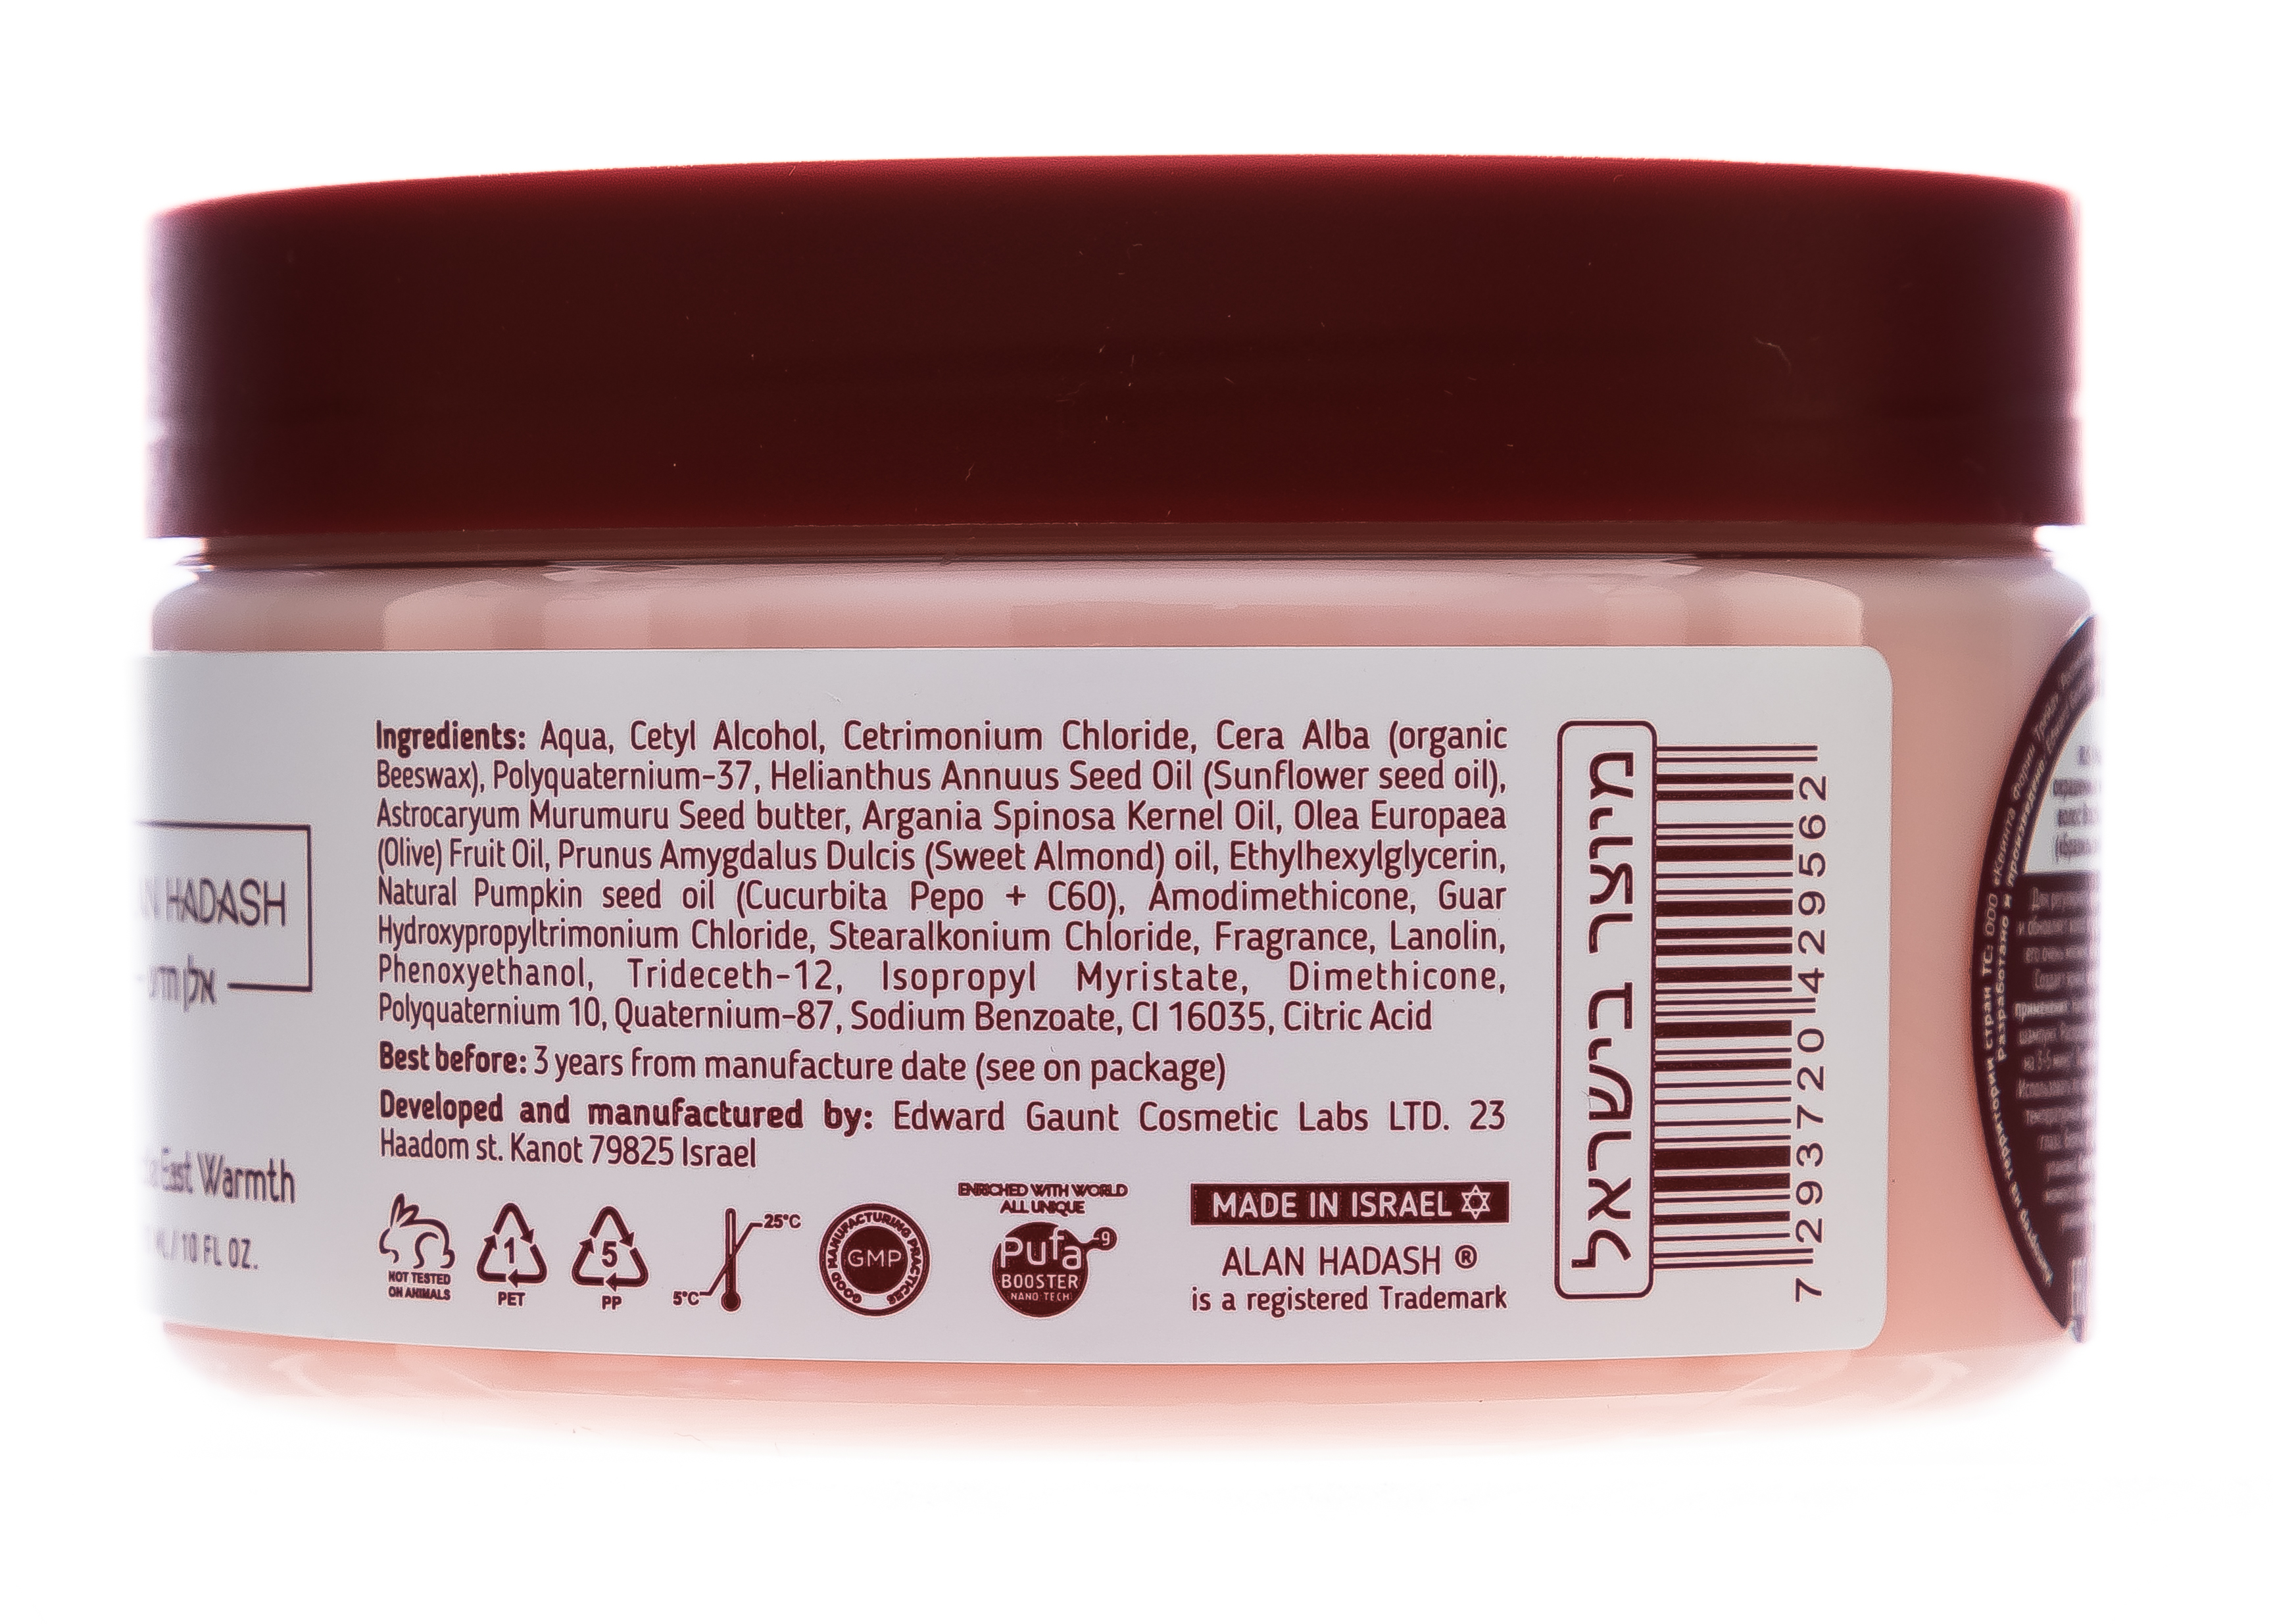 HADASH
East Warmth
/ 10 FL OZ.
Ingredients: Aqua, Cetyl Alcohol, Cetrimonium Chloride, Cera Alba (organic
Beeswax), Polyquaternium-37, Helianthus Annuus Seed Oil (Sunflower seed oil),
Astrocaryum Murumuru Seed butter, Argania Spinosa Kernel Oil, Olea Europaea
(Olive) Fruit Oil, Prunus Amygdalus Dulcis (Sweet Almond) oil, Ethylhexylglycerin,
Natural Pumpkin seed oil (Cucurbita Pepo + C60), Amodimethicone, Guar
Hydroxypropyltrimonium Chloride, Stearalkonium Chloride, Fragrance, Lanolin,
Phenoxyethanol, Trideceth-12, Isopropyl Myristate, Dimethicone,
Polyquaternium 10, Quaternium-87, Sodium Benzoate, CI 16035, Citric Acid
Best before: 3 years from manufacture date (see on package)
Developed and manufactured by: Edward Gaunt Cosmetic Labs LTD. 23
Haadom st. Kanot 79825 Israel
NOT TESTED
ON ANIMALS
1
PET
5
PP
25°C
5°C
GOOD MANUFACTURING PRACTICES
GMP
ENRICHED WITH WORLD
ALL UNIQUE
Pufa-9
BOOSTER
NANO TECH
MADE IN ISRAEL
ALAN HADASH ®
is a registered Trademark
מיוצר בישראל
7 293720 429562
разработано и произведено